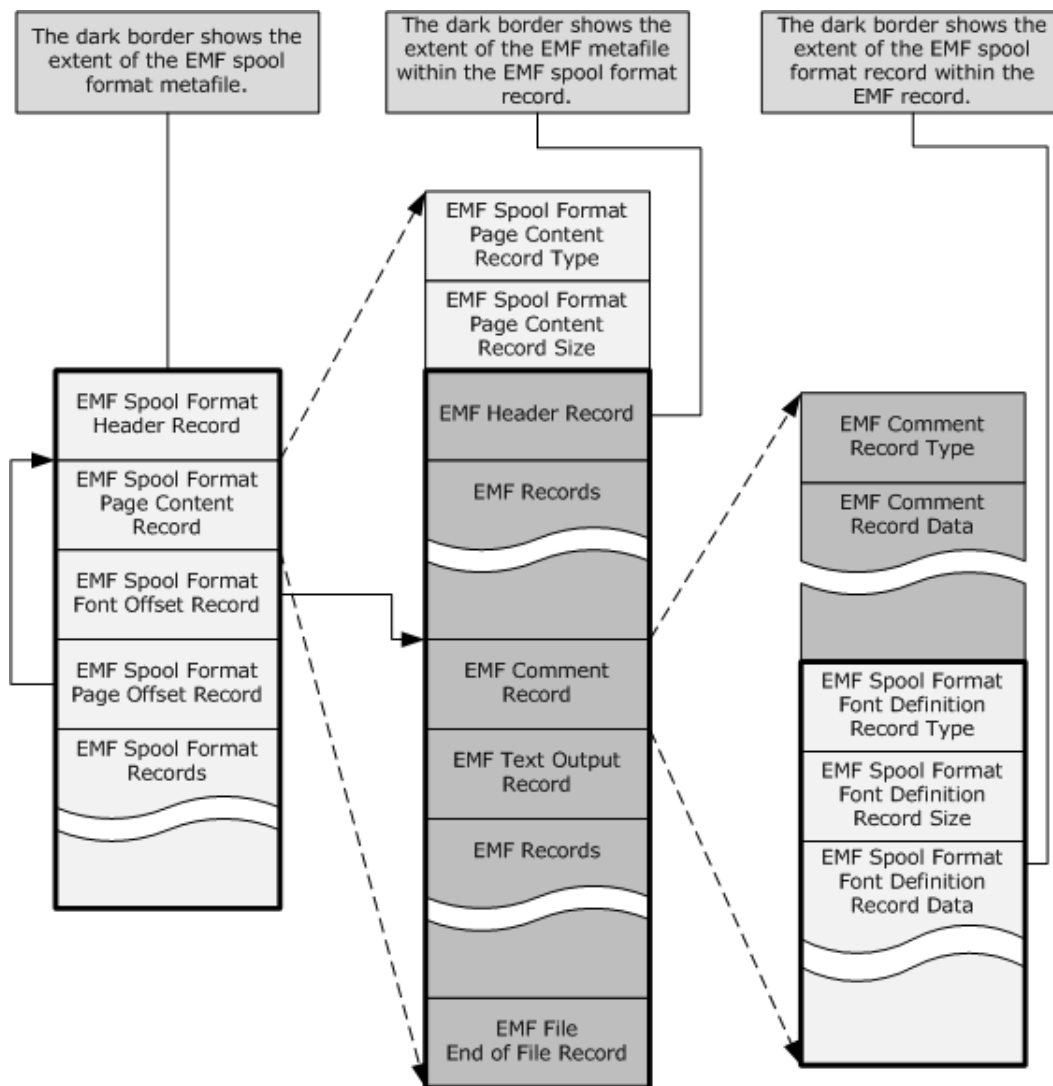 The dark border shows the
extent of the EMF spool
format metafile.
The dark border shows the
extent of the EMF metafile
within the EMF spool format
record.
The dark border shows the
extent of the EMF spool
format record within the
EMF record.
EMF Spool Format
Header Record
EMF Spool Format
Page Content
Record
EMF Spool Format
Font Offset Record
EMF Spool Format
Page Offset Record
EMF Spool Format
Records
EMF Spool Format
Page Content
Record Type
EMF Spool Format
Page Content
Record Size
EMF Header Record
EMF Records
EMF Comment
Record
EMF Text Output
Record
EMF Records
EMF File
End of File Record
EMF Comment
Record Type
EMF Comment
Record Data
EMF Spool Format
Font Definition
Record Type
EMF Spool Format
Font Definition
Record Size
EMF Spool Format
Font Definition
Record Data